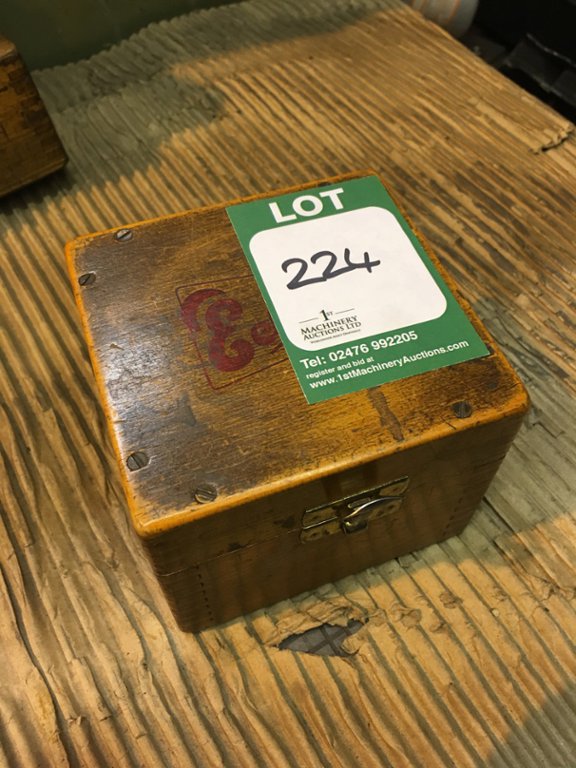 LOT
224
1ST
MACHINERY
AUCTIONS LTD
Tel: 02476 992205
register and bid at
www.1stMachineryAuctions.com